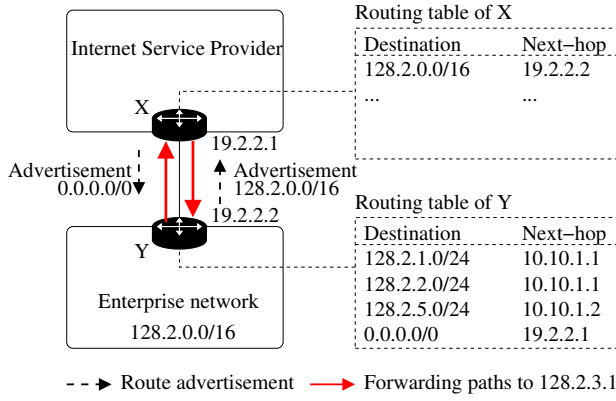 Routing table of X
Internet Service Provider
Destination Next−hop
128.2.0.0/16 19.2.2.2
... ...
X
19.2.2.1
Advertisement
0.0.0.0/0
Advertisement
128.2.0.0/16
19.2.2.2
Y
Routing table of Y
Destination Next−hop
128.2.1.0/24 10.10.1.1
128.2.2.0/24 10.10.1.1
128.2.5.0/24 10.10.1.2
0.0.0.0/0 19.2.2.1
Enterprise network
128.2.0.0/16
Route advertisement
Forwarding paths to 128.2.3.1